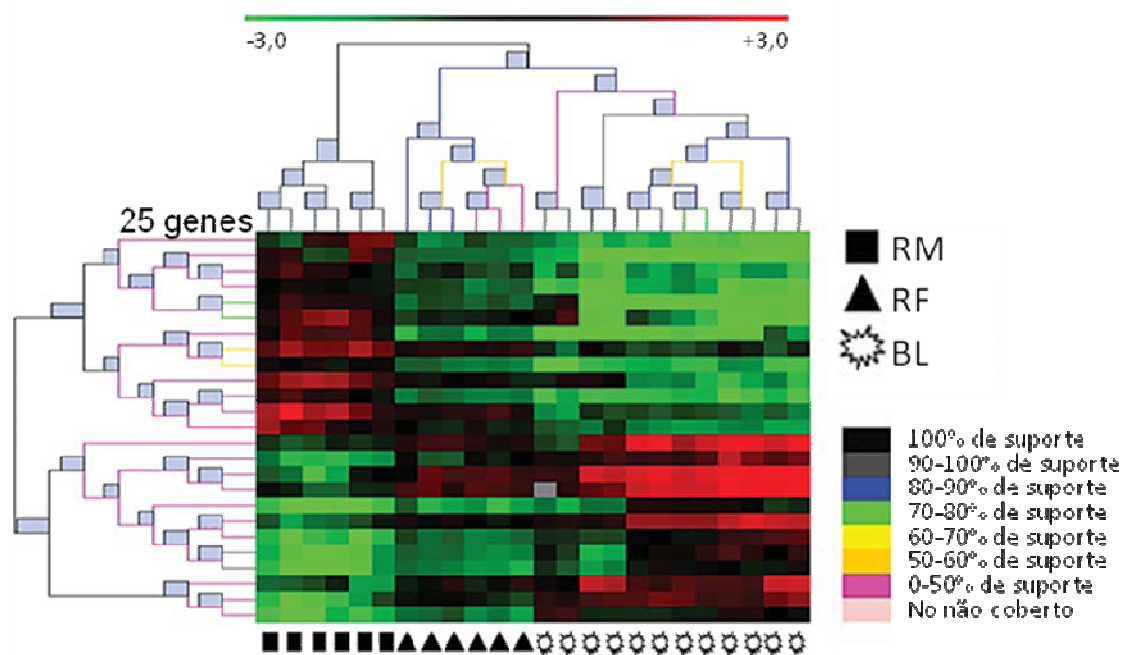 -3,0
+3,0
25 genes
RM
RF
BL
100% de suporte
90-100% de suporte
80-90% de suporte
70-80% de suporte
60-70% de suporte
50-60% de suporte
0-50% de suporte
No não coberto